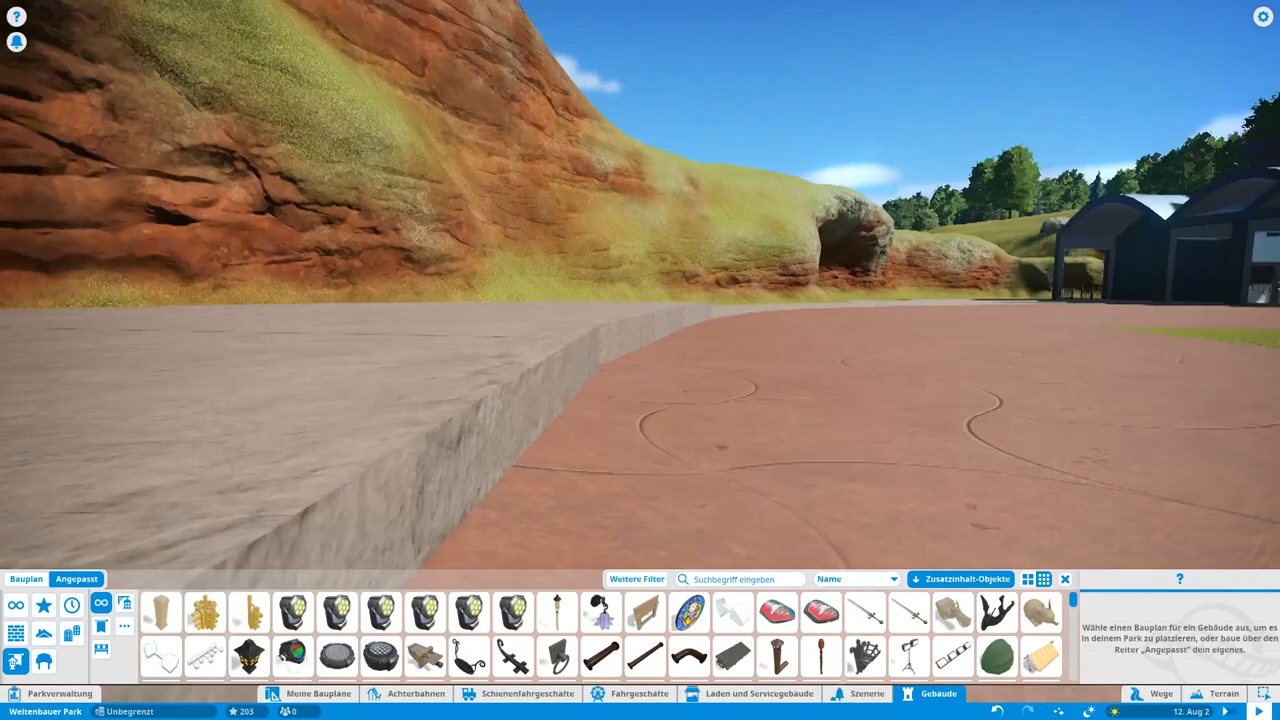 ?
Bauplan
Angepasst
Weitere Filter
Suchbegriff eingeben
Name
Zusatzinhalt-Objekte
?
Wähle einen Bauplan für ein Gebäude aus, um es
in deinem Park zu platzieren, oder baue über den
Reiter „Angepasst" dein eigenes.
Parkverwaltung
Meine Baupläne
Achterbahnen
Schienenfahrgeschäfte
Fahrgeschäfte
Läden und Servicegebäude
Szenerie
Gebäude
Wege
Terrain
Weltenbauer Park
Unbegrenzt
203
0
12. Aug 2